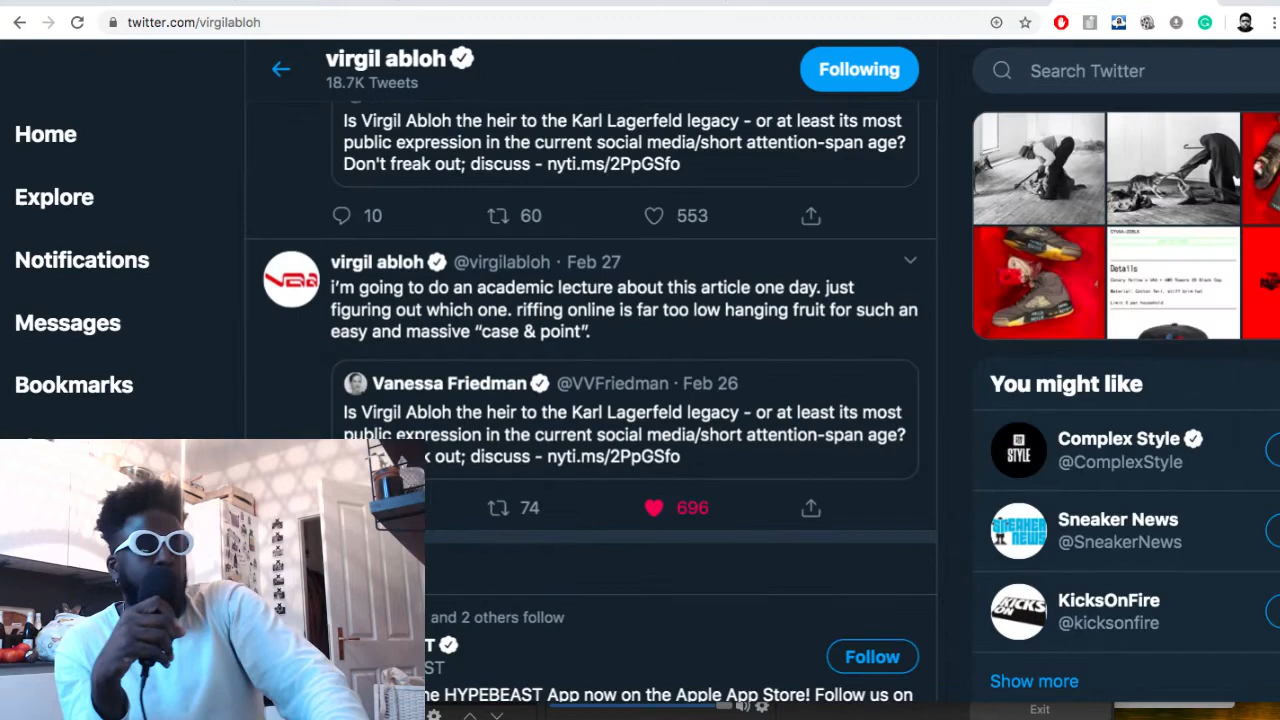 twitter.com/virgilabloh
virgil abloh
18.7K Tweets
Following
Search Twitter
Home
Explore
Notifications
Messages
Bookmarks
Is Virgil Abloh the heir to the Karl Lagerfeld legacy - or at least its most
public expression in the current social media/short attention-span age?
Don't freak out; discuss - nyti.ms/2PpGSfo
10 60 553
virgil abloh @virgilabloh · Feb 27
i'm going to do an academic lecture about this article one day. just
figuring out which one. riffing online is far too low hanging fruit for such an
easy and massive “case & point”.
Vanessa Friedman @VVFriedman · Feb 26
Is Virgil Abloh the heir to the Karl Lagerfeld legacy - or at least its most
public expression in the current social media/short attention-span age?
k out; discuss - nyti.ms/2PpGSfo
74 696
and 2 others follow
T
ST
Follow
ne HYPEBEAST App now on the Apple App Store! Follow us on
Details
You might like
STYLE
Complex Style
@ComplexStyle
SNEAKER
NEWS
Sneaker News
@SneakerNews
KICKS
ON
KicksOnFire
@kicksonfire
Show more
Exit